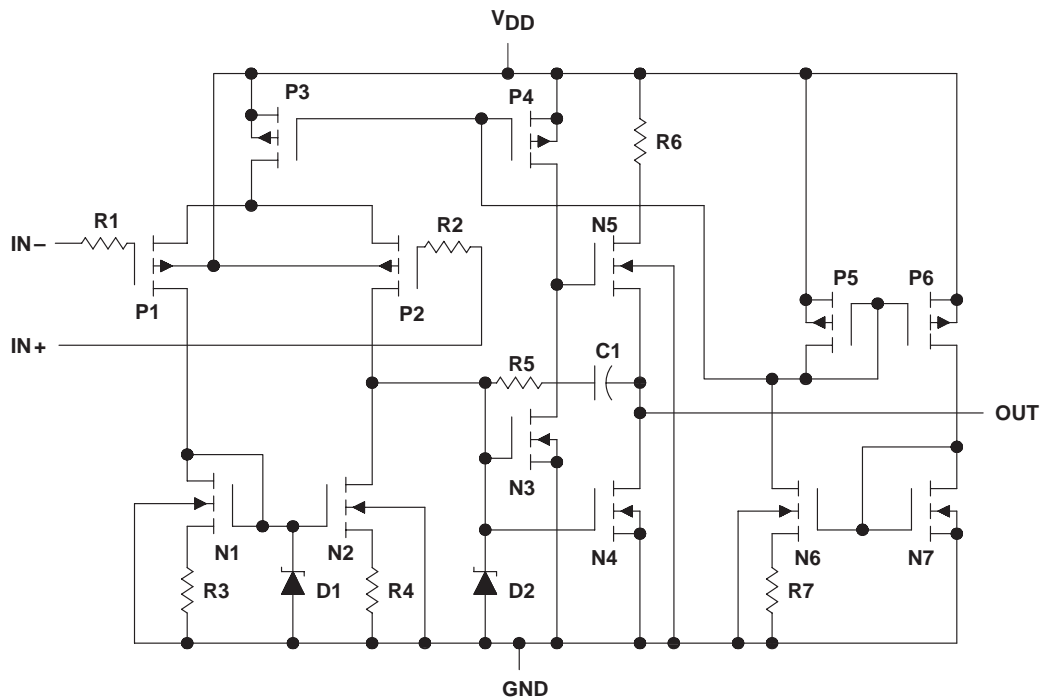 VDD
P3
P4
R6
R1
R2
N5
IN−
P5
P6
P1
P2
IN+
R5
C1
OUT
N3
N1
N2
N4
N6
N7
R3
D1
R4
D2
R7
GND